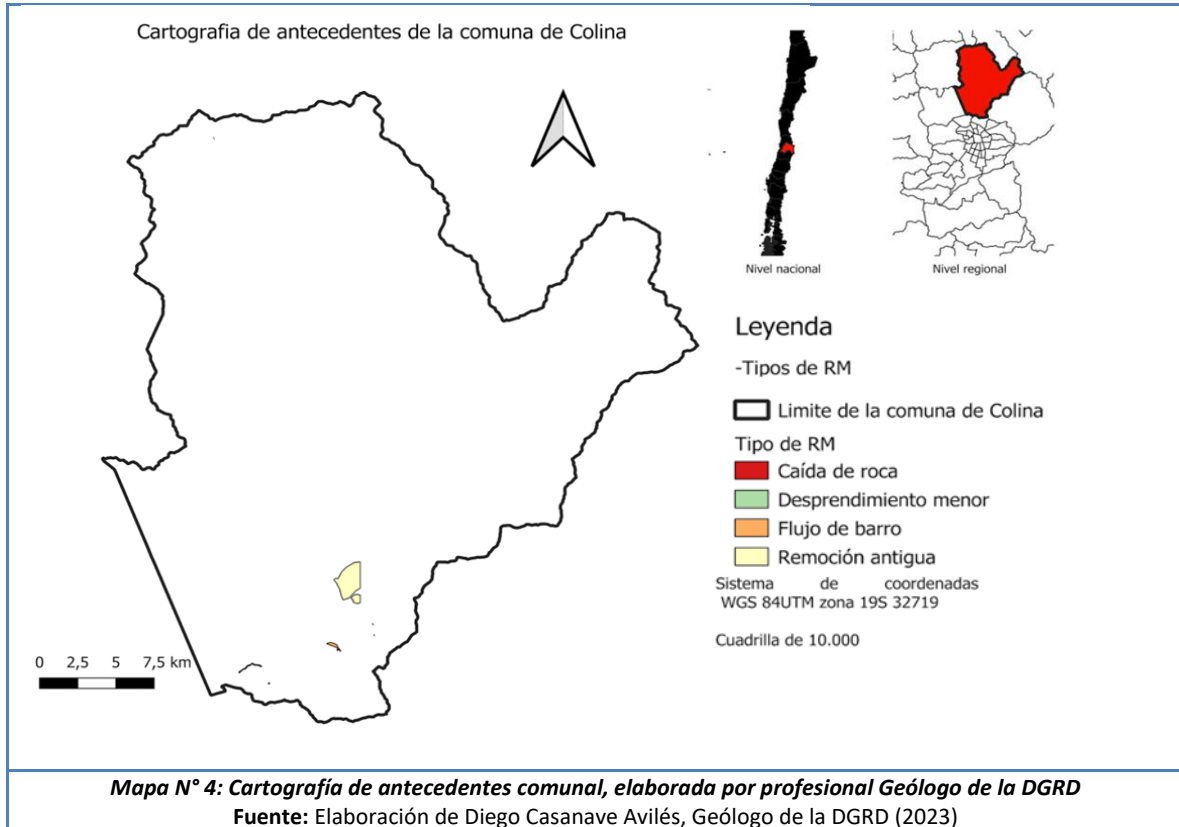 Cartografia de antecedentes de la comuna de Colina
Nivel nacional
Nivel regional
Leyenda
-Tipos de RM
Limite de la comuna de Colina
Tipo de RM
Caída de roca
Desprendimiento menor
Flujo de barro
Remoción antigua
Sistema de coordenadas
WGS 84UTM zona 19S 32719
Cuadrilla de 10.000
0 2,5 5 7,5 km
Mapa N° 4: Cartografía de antecedentes comunal, elaborada por profesional Geólogo de la DGRD
Fuente: Elaboración de Diego Casanave Avilés, Geólogo de la DGRD (2023)